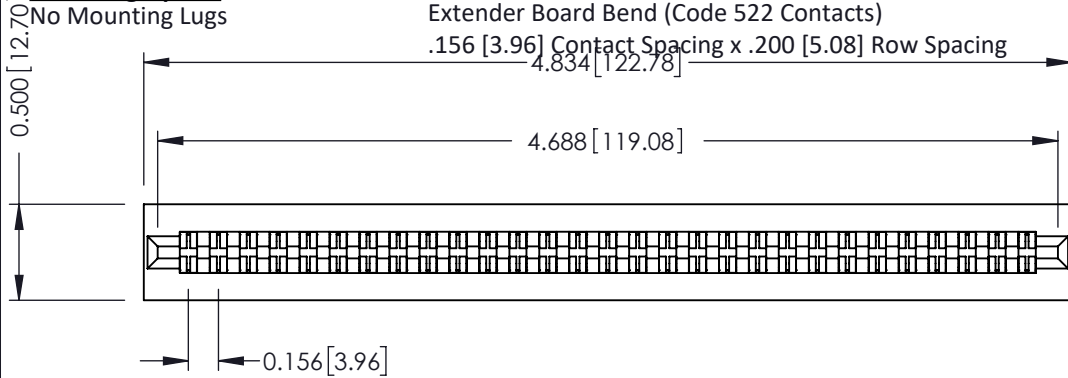 No Mounting Lugs
Extender Board Bend (Code 522 Contacts)
.156 [3.96] Contact Spacing x .200 [5.08] Row Spacing
4.834[122.78]
0.500[12.70
4.688[119.08]
0.156[3.96]